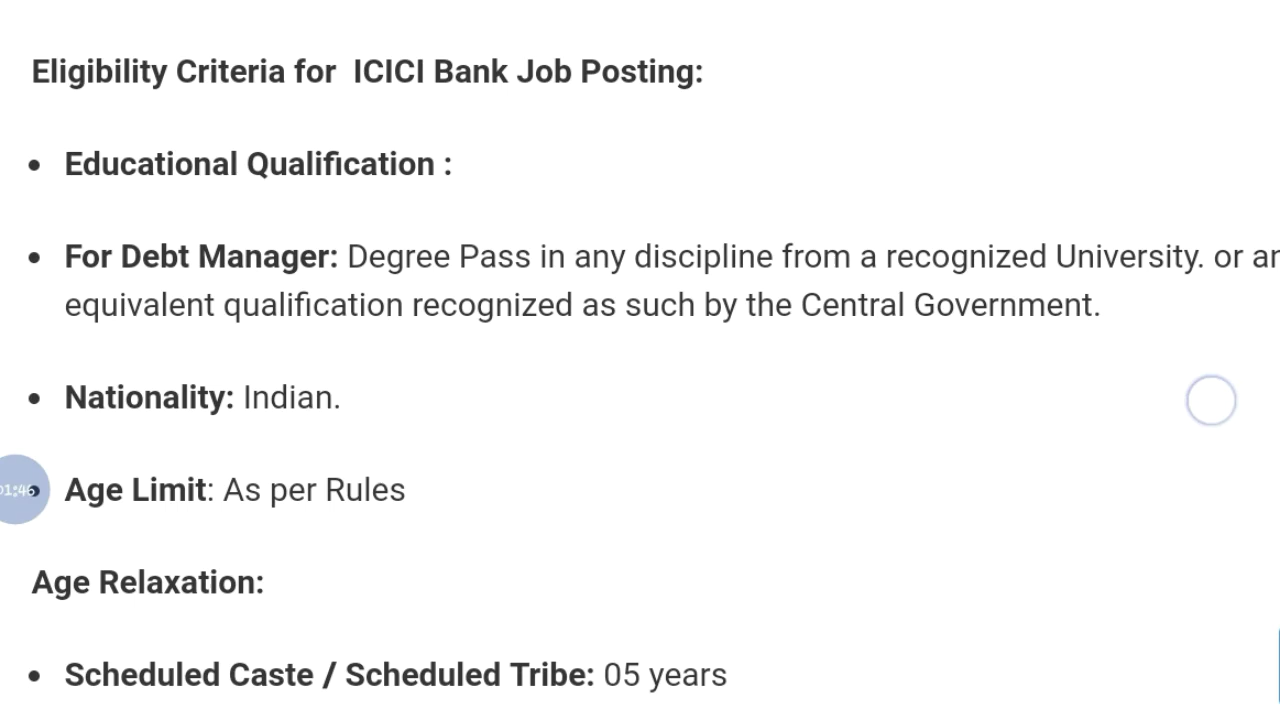 Eligibility Criteria for ICICI Bank Job Posting:
Educational Qualification :
For Debt Manager: Degree Pass in any discipline from a recognized University. or
equivalent qualification recognized as such by the Central Government.
Nationality: Indian.
01:46
Age Limit: As per Rules
Age Relaxation:
Scheduled Caste / Scheduled Tribe: 05 years